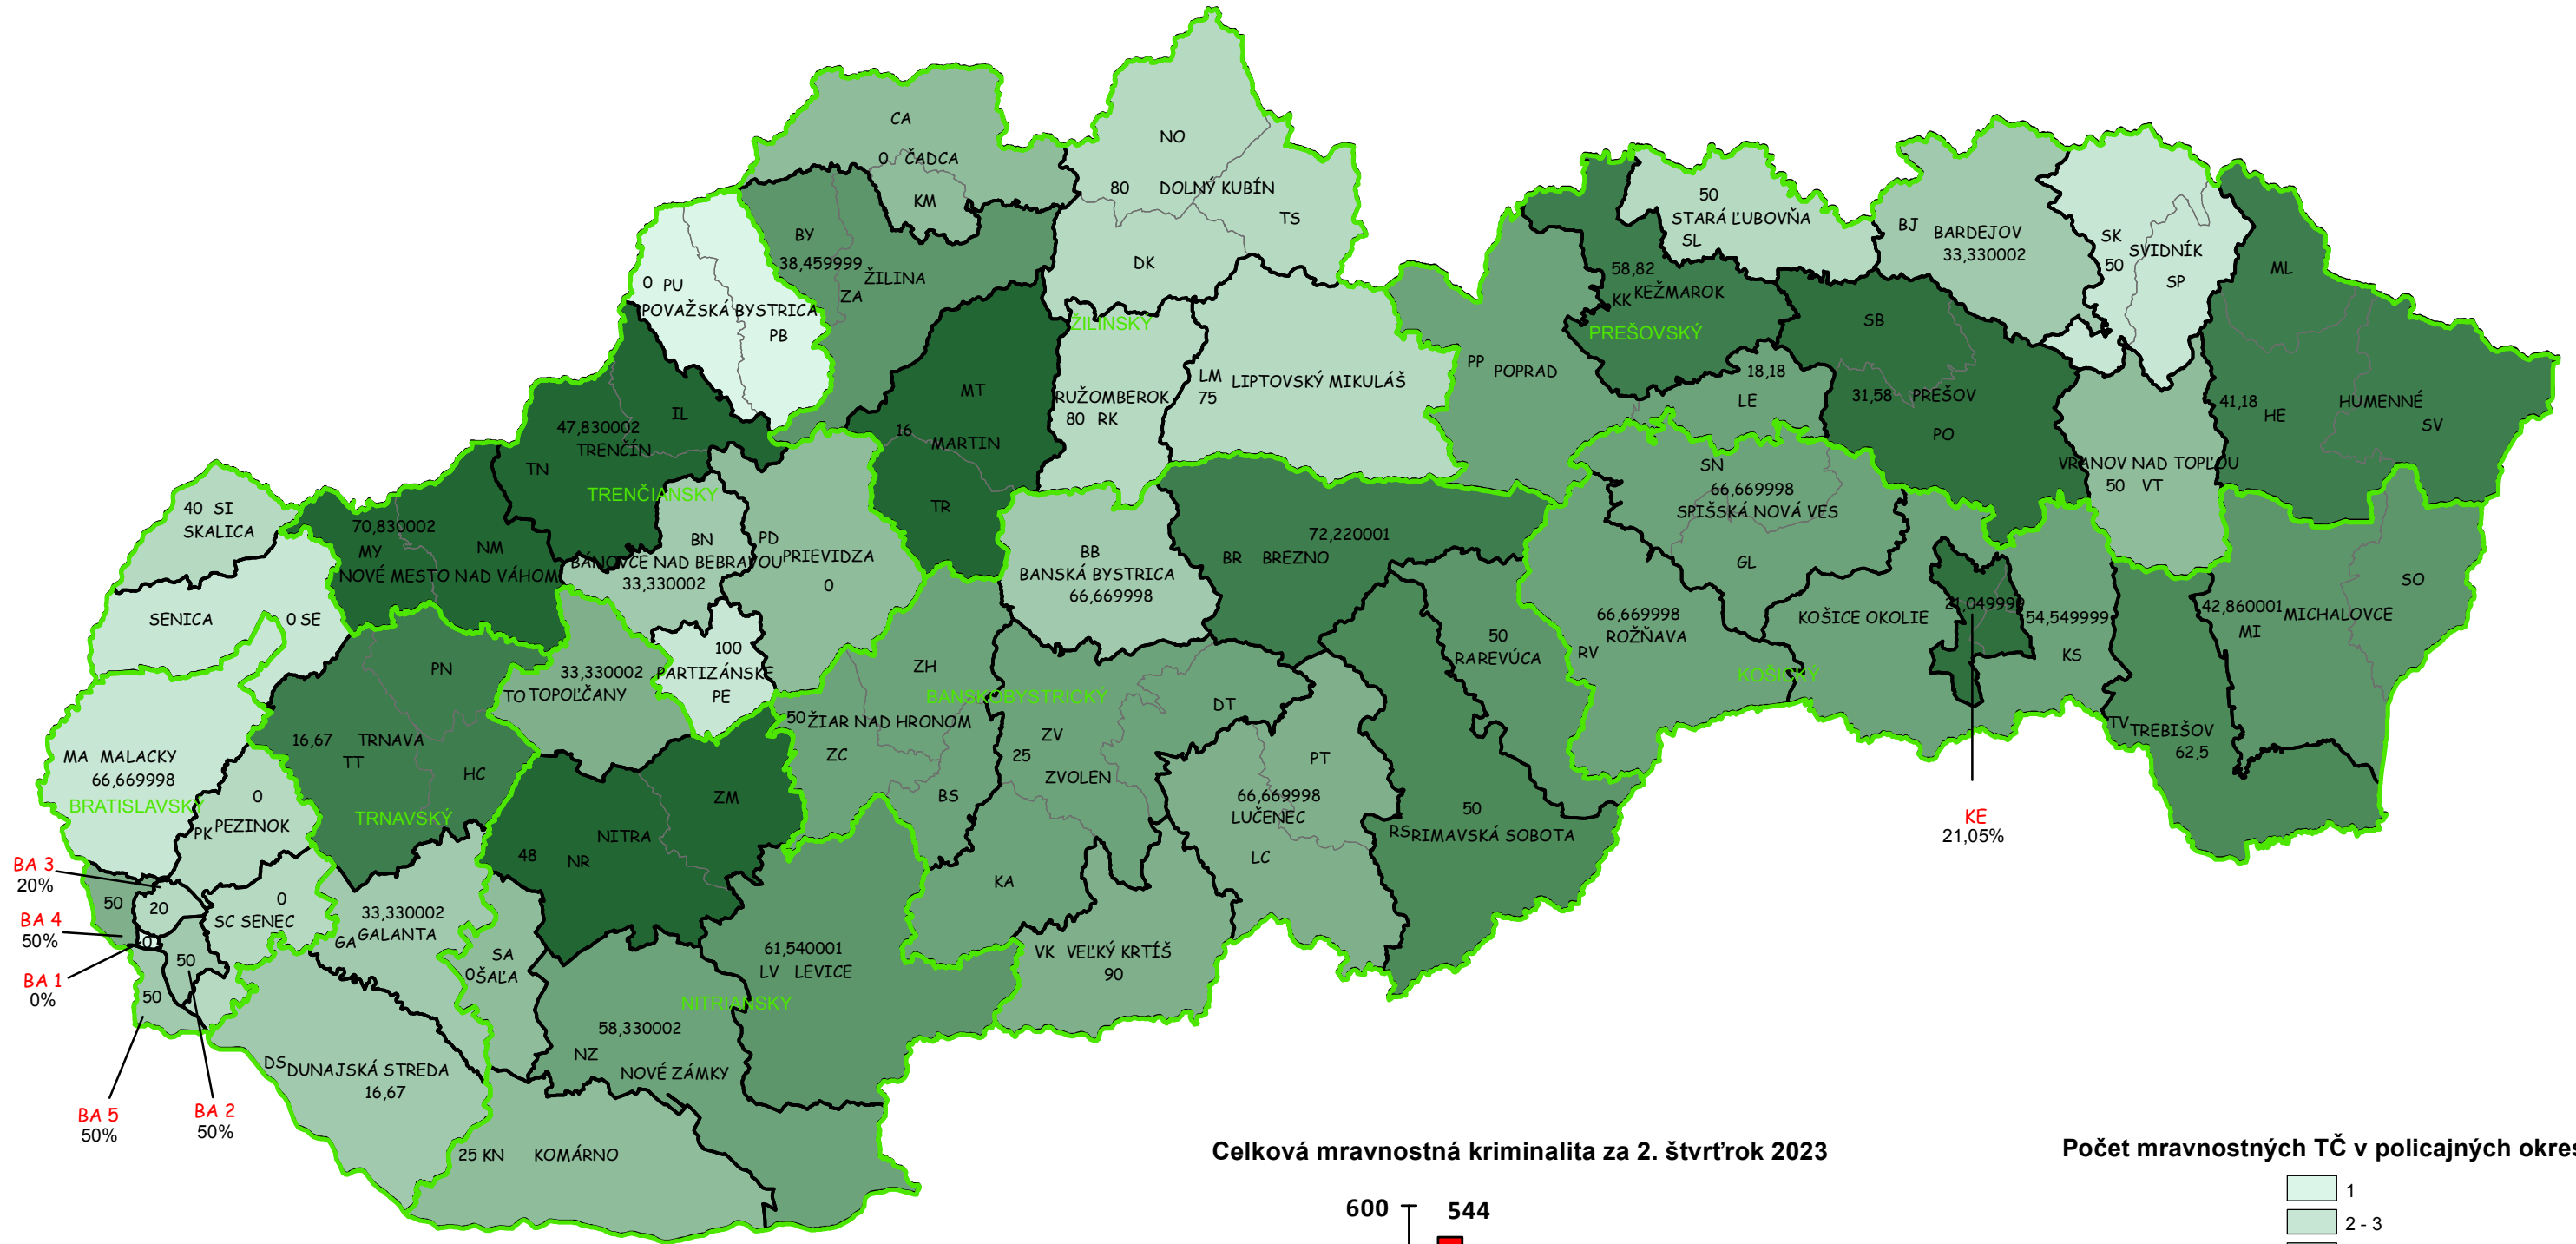 CA
0 ČADCA
KM
NO
80 DOLNÝ KUBÍN
TS
DK
BY
38,459999
ŽILINA
ZA
0 PU
POVAŽSKÁ BYSTRICA
PB
ŽILINSKÝ
RUŽOMBEROK
80 RK
LM
75
LIPTOVSKÝ MIKULÁŠ
MT
16
MARTIN
TR
IL
47,830002
TRENČÍN
TN
TRENČIANSKY
50
STARÁ ĽUBOVŇA
SL
BJ
BARDEJOV
33,330002
SK
SVIDNÍK
50
SP
ML
58,82
KK KEŽMAROK
PREŠOVSKÝ
PP POPRAD
18,18
LE
SB
31,58 PREŠOV
PO
41,18
HE
HUMENNÉ
SV
VRANOV NAD TOPĽOU
50 VT
40 SI
SKALICA
SENICA
0 SE
70,830002
MY
NM
NOVÉ MESTO NAD VÁHOM
BN
BÁNOVCE NAD BEBRAVOU
33,330002
PD
PRIEVIDZA
0
100
PARTIZÁNSKE
PE
33,330002
TO TOPOĽČANY
BB
BANSKÁ BYSTRICA
66,669998
72,220001
BR BREZNO
SN
66,669998
SPIŠSKÁ NOVÁ VES
GL
66,669998
ROŽŇAVA
RV
50
RA REVÚCA
KOŠICE OKOLIE
21,049999
54,549999
KS
KOŠICKÝ
42,860001
MICHALOVCE
MI
SO
TV
TREBIŠOV
62,5
KE
21,05%
PN
16,67 TRNAVA
TT
HC
TRNAVSKÝ
MA MALACKY
66,669998
BRATISLAVSKÝ
0
PK PEZINOK
0
SC SENEC
33,330002
GA GALANTA
BA 3
20%
BA 4
50%
BA 1
0%
BA 5
50%
BA 2
50%
50
20
0
50
50
ZH
BANSKOBYSTRICKÝ
50 ŽIAR NAD HRONOM
ZC
BS
ZV
25
ZVOLEN
DT
KA
PT
66,669998
LUČENEC
LC
50
RS RIMAVSKÁ SOBOTA
VK VEĽKÝ KRTÍŠ
90
ZM
NITRA
48
NR
SA
0 ŠAĽA
61,540001
LV LEVICE
NITRIANSKY
58,330002
NZ
NOVÉ ZÁMKY
DS DUNAJSKÁ STREDA
16,67
25 KN KOMÁRNO
Celková mravnostná kriminalita za 2. štvrťrok 2023
600
544
Počet mravnostných TČ v policajných okres
1
2 - 3